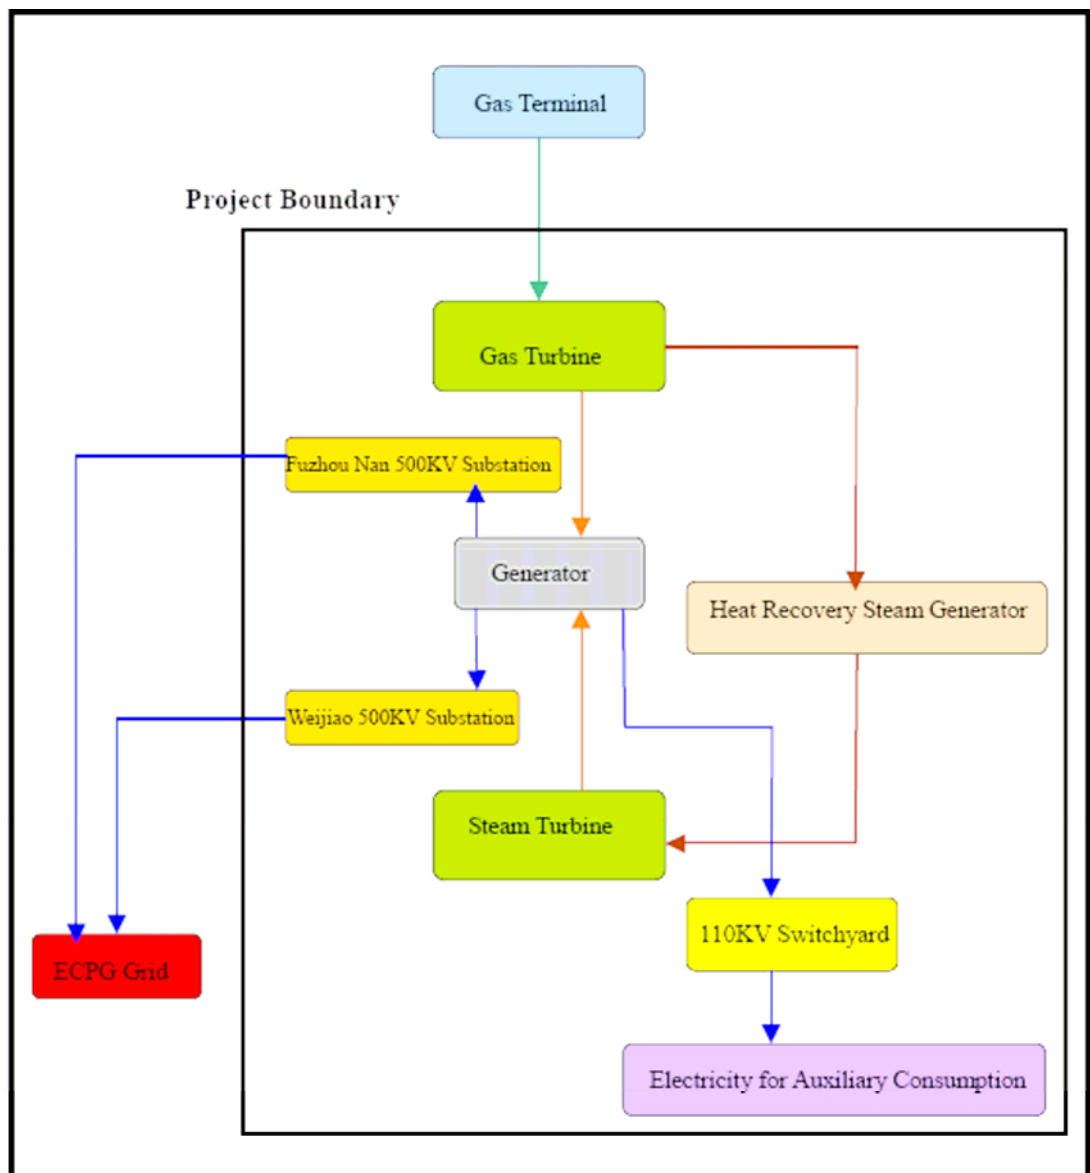 Gas Terminal
Project Boundary
Gas Turbine
Fuzhou Nan 500KV Substation
Generator
Heat Recovery Steam Generator
Weijiao 500KV Substation
Steam Turbine
110KV Switchyard
ECPG Grid
Electricity for Auxiliary Consumption